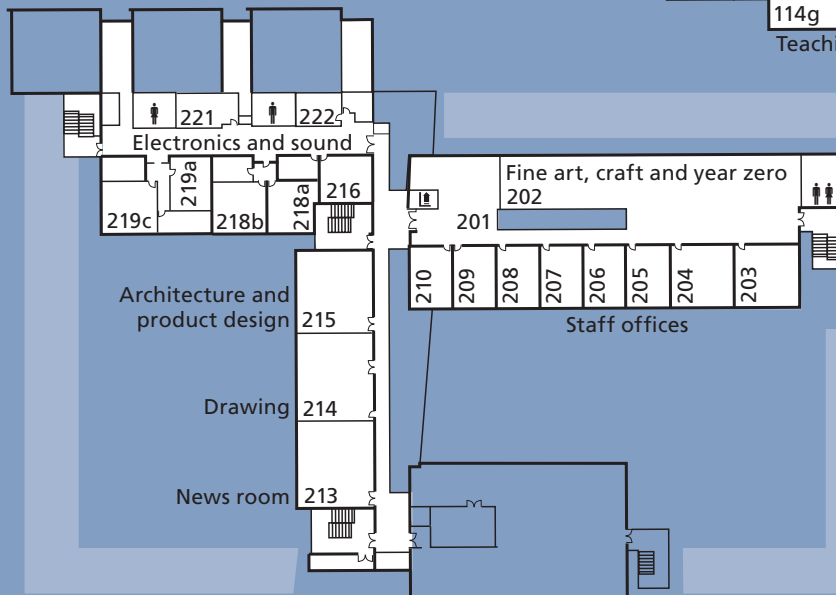 114g
Teachi
221
222
Electronics and sound
219a
219c
218b
218a
216
Fine art, craft and year zero
202
201
210
209
208
207
206
205
204
203
Staff offices
Architecture and
product design
215
Drawing
214
News room
213